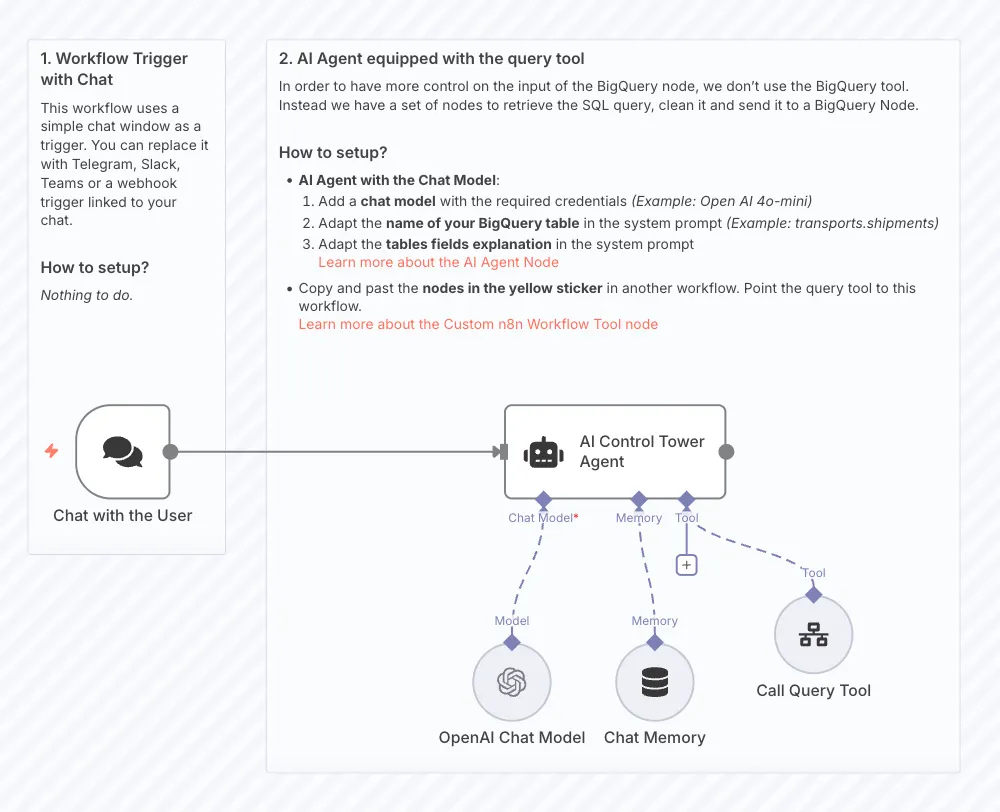 1. Workflow Trigger
with Chat
This workflow uses a
simple chat window as a
trigger. You can replace it
with Telegram, Slack,
Teams or a webhook
trigger linked to your
chat.
How to setup?
Nothing to do.
Chat with the User
2. AI Agent equipped with the query tool
In order to have more control on the input of the BigQuery node, we don’t use the BigQuery tool.
Instead we have a set of nodes to retrieve the SQL query, clean it and send it to a BigQuery Node.
How to setup?
• AI Agent with the Chat Model:
1. Add a chat model with the required credentials (Example: Open AI 4o-mini)
2. Adapt the name of your BigQuery table in the system prompt (Example: transports.shipments)
3. Adapt the tables fields explanation in the system prompt
Learn more about the AI Agent Node
• Copy and past the nodes in the yellow sticker in another workflow. Point the query tool to this
workflow.
Learn more about the Custom n8n Workflow Tool node
AI Control Tower
Agent
Chat Model* Memory Tool
Tool
Model Memory
Call Query Tool
OpenAI Chat Model Chat Memory